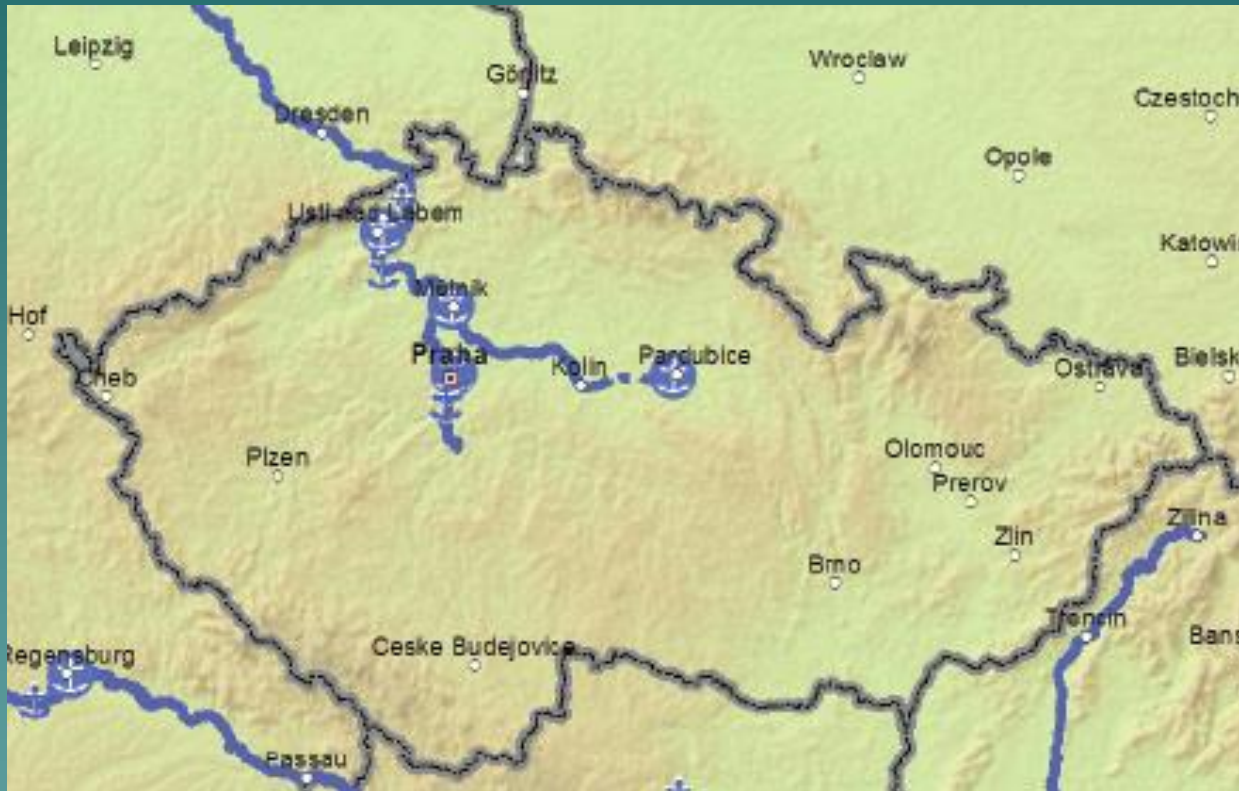 Leipzig
Wroclaw
Görlitz
Czestoch
Dresden
Opole
Usti nad Labem
Katowi
Melnik
Hof
Praha
Kolin
Pardubice
Ostrava
Bielsk
Cheb
Plzen
Olomouc
Prerov
Zilina
Zlin
Brno
Trencin
Ceske Budejovice
Bans
Regensburg
Passau